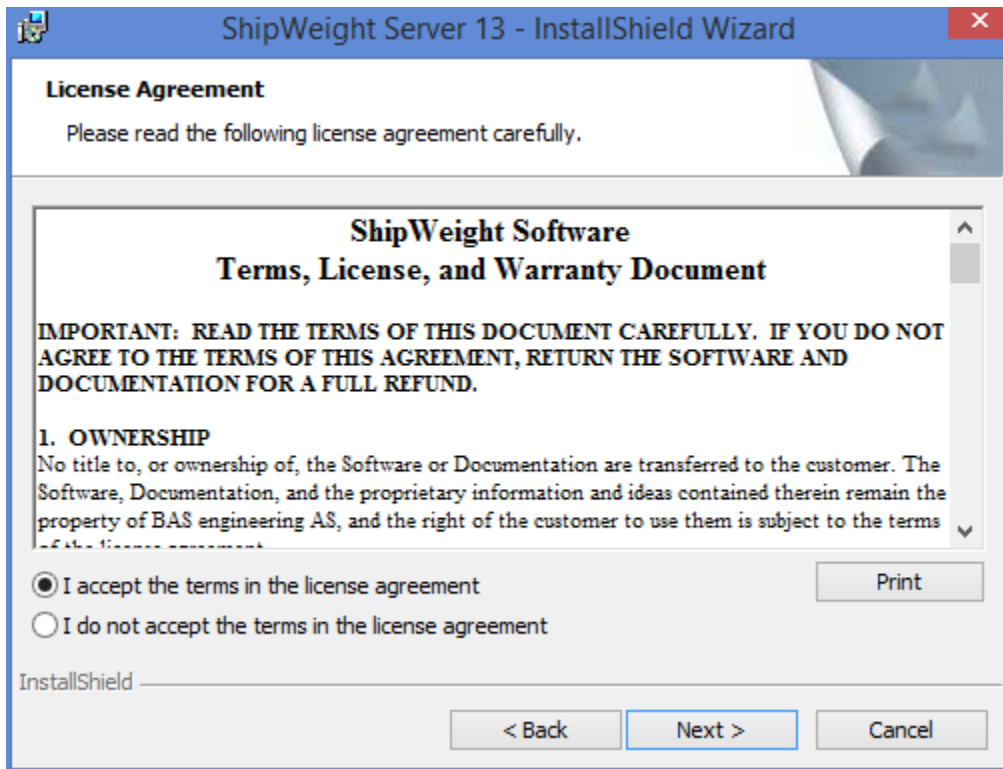 ShipWeight Server 13 - InstallShield Wizard
License Agreement
Please read the following license agreement carefully.
ShipWeight Software
Terms, License, and Warranty Document
IMPORTANT: READ THE TERMS OF THIS DOCUMENT CAREFULLY. IF YOU DO NOT
AGREE TO THE TERMS OF THIS AGREEMENT, RETURN THE SOFTWARE AND
DOCUMENTATION FOR A FULL REFUND.
1. OWNERSHIP
No title to, or ownership of, the Software or Documentation are transferred to the customer. The
Software, Documentation, and the proprietary information and ideas contained therein remain the
property of BAS engineering AS, and the right of the customer to use them is subject to the terms
of the license agreement
I accept the terms in the license agreement
Print
I do not accept the terms in the license agreement
InstallShield
< Back
Next >
Cancel